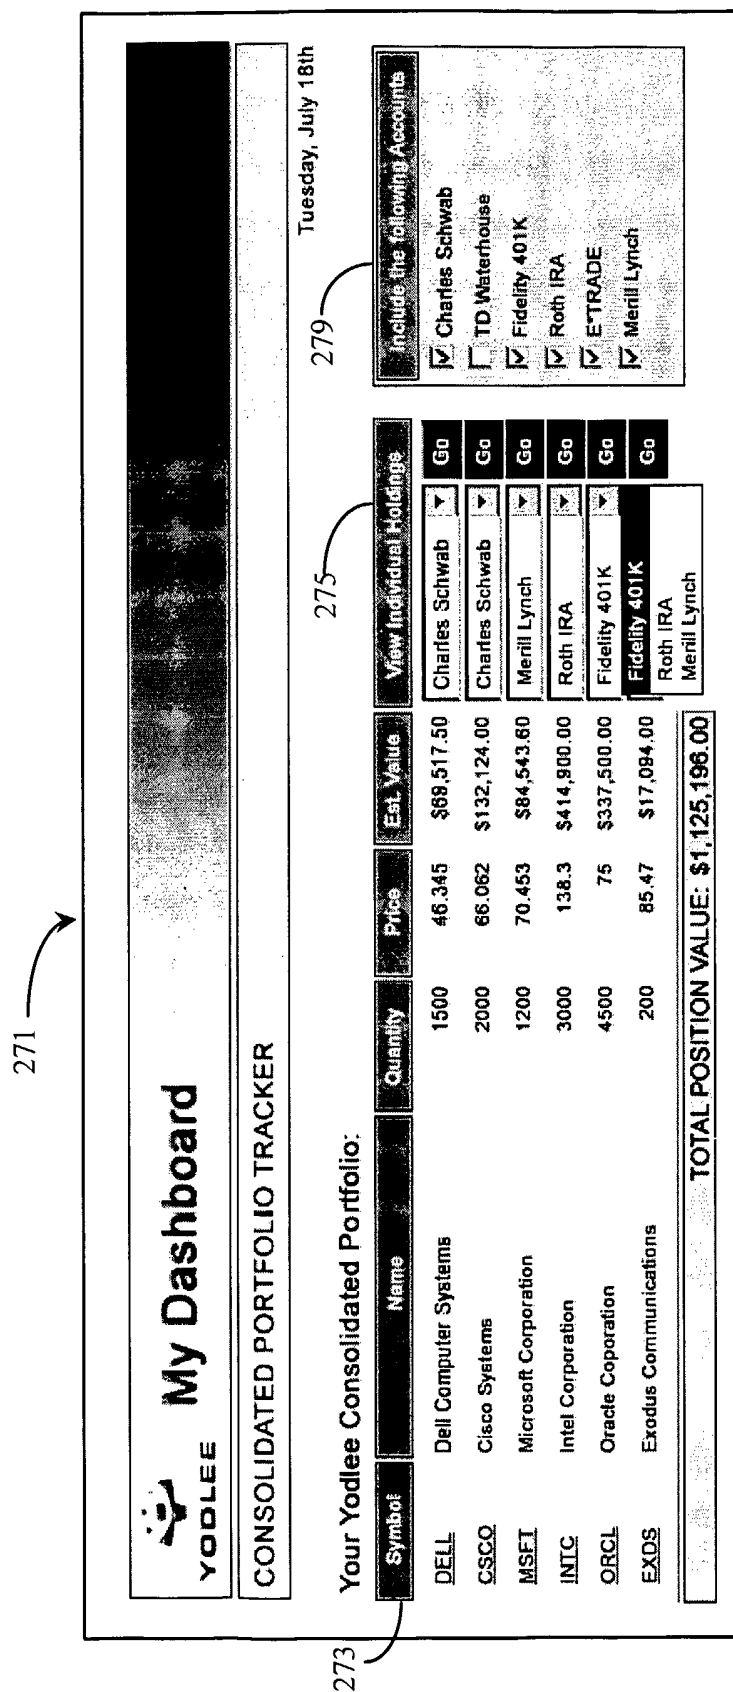 271
YODLEE My Dashboard
CONSOLIDATED PORTFOLIO TRACKER
Tuesday, July 18th
Your Yodlee Consolidated Portfolio:
275
279
273
Symbol Name Quantity Price Est. Value View Individual Holdings Include the following Accounts
DELL Dell Computer Systems 1500 46.345 $69,517.50 Charles Schwab Go Charles Schwab
CSCO Cisco Systems 2000 66.062 $132,124.00 Charles Schwab Go TD Waterhouse
MSFT Microsoft Corporation 1200 70.453 $84,543.60 Merill Lynch Go Fidelity 401K
INTC Intel Corporation 3000 138.3 $414,900.00 Roth IRA Go Roth IRA
ORCL Oracle Coporation 4500 75 $337,500.00 Fidelity 401K Go E*TRADE
EXDS Exodus Communications 200 85.47 $17,094.00 Fidelity 401K Go Merill Lynch
Roth IRA
Merill Lynch
TOTAL POSITION VALUE: $1,125,196.00